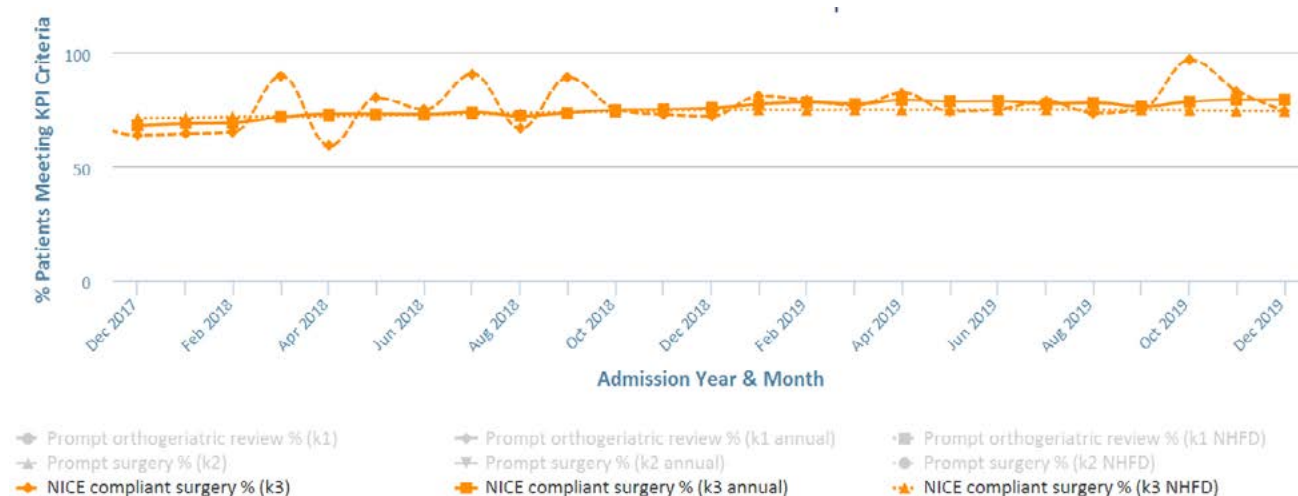 % Patients Meeting KPI Criteria
100
50
0
Dec 2017
Feb 2018
Apr 2018
Jun 2018
Aug 2018
Oct 2018
Dec 2018
Feb 2019
Apr 2019
Jun 2019
Aug 2019
Oct 2019
Dec 2019
Admission Year & Month
Prompt orthogeriatric review % (k1)
Prompt orthogeriatric review % (k1 annual)
Prompt orthogeriatric review % (k1 NHFD)
Prompt surgery % (k2)
Prompt surgery % (k2 annual)
Prompt surgery % (k2 NHFD)
NICE compliant surgery % (k3)
NICE compliant surgery % (k3 annual)
NICE compliant surgery % (k3 NHFD)